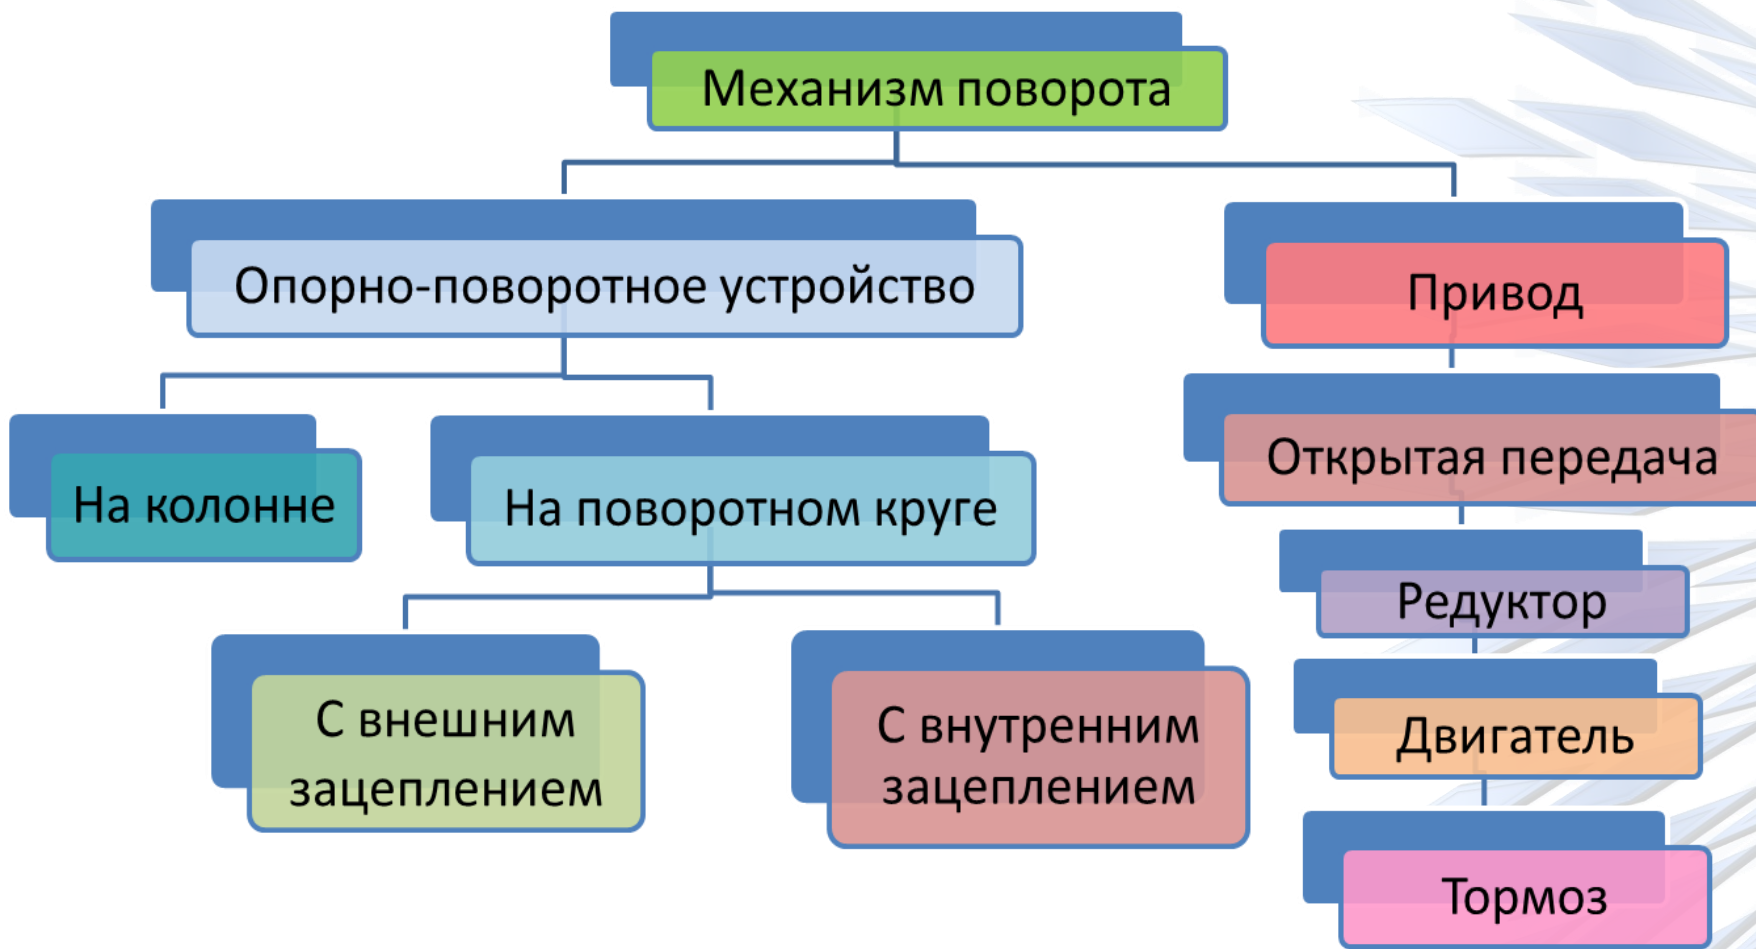 Механизм поворота
Опорно-поворотное устройство
Привод
На колонне
На поворотном круге
Открытая передача
Редуктор
С внешним
зацеплением
С внутренним
зацеплением
Двигатель
Тормоз